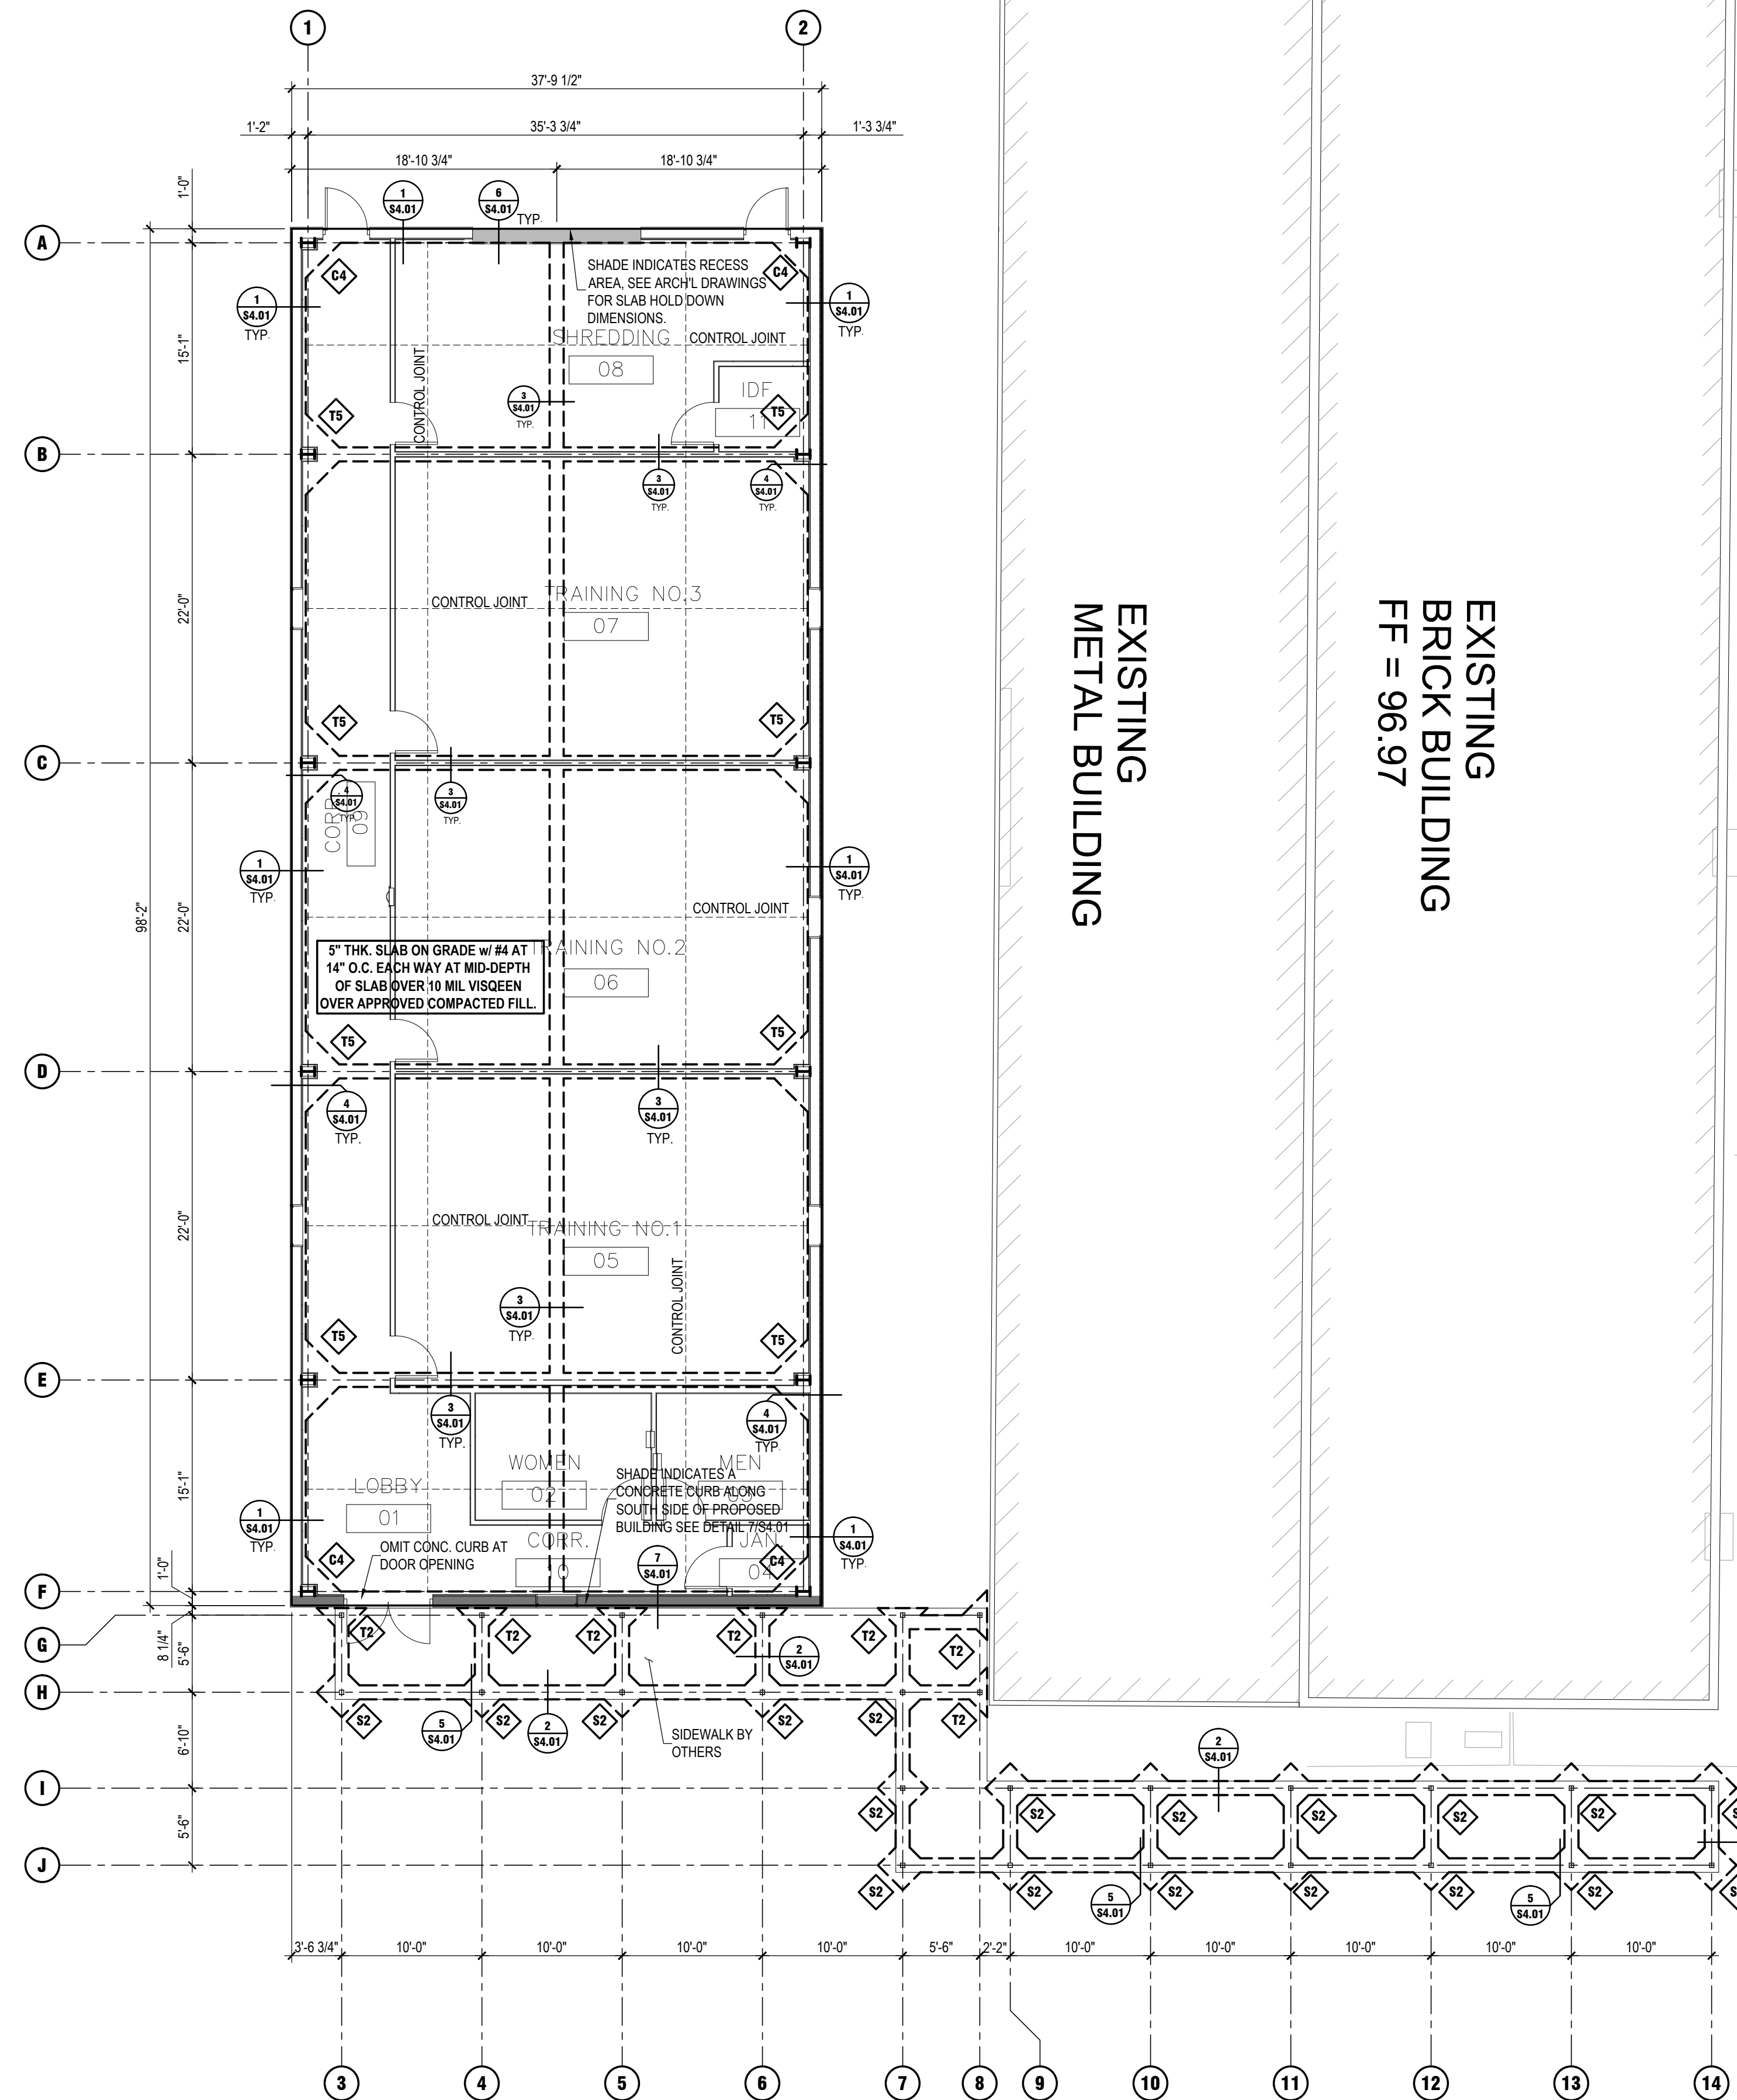 1
2
37'-9 1/2"
1'-2"
35'-3 3/4"
1'-3 3/4"
18'-10 3/4"
18'-10 3/4"
1'-0"
1
S4.01
6
S4.01
TYP.
A
SHADE INDICATES RECESS
AREA, SEE ARCH'L DRAWINGS
FOR SLAB HOLD DOWN
DIMENSIONS.
C4
C4
1
S4.01
TYP.
1
S4.01
TYP.
15'-1"
SHREDDING
08
CONTROL JOINT
CONTROL JOINT
IDF
11
3
S4.01
TYP.
T5
T5
B
3
S4.01
TYP.
4
S4.01
TYP.
22'-0"
CONTROL JOINT
TRAINING NO.3
07
EXISTING
METAL BUILDING
EXISTING
BRICK BUILDING
FF = 96.97
T5
T5
C
4
S4.01
TYP.
3
S4.01
TYP.
CORR.
09
1
S4.01
TYP.
1
S4.01
TYP.
98'-2"
22'-0"
CONTROL JOINT
TRAINING NO.2
06
5" THK. SLAB ON GRADE w/ #4 AT
14" O.C. EACH WAY AT MID-DEPTH
OF SLAB OVER 10 MIL VISQEEN
OVER APPROVED COMPACTED FILL.
T5
T5
D
4
S4.01
TYP.
3
S4.01
TYP.
22'-0"
CONTROL JOINT
TRAINING NO.1
05
CONTROL JOINT
3
S4.01
TYP.
T5
T5
E
3
S4.01
TYP.
4
S4.01
TYP.
15'-1"
LOBBY
01
WOMEN
02
MEN
03
SHADE INDICATES A
CONCRETE CURB ALONG
SOUTH SIDE OF PROPOSED
BUILDING SEE DETAIL 7/S4.01
1
S4.01
TYP.
1
S4.01
TYP.
OMIT CONC. CURB AT
DOOR OPENING
CORR.
10
JAN.
04
7
S4.01
C4
C4
1'-0"
F
G
8 1/4"
5'-6"
T2
T2
T2
T2
T2
T2
2
S4.01
H
S2
S2
S2
S2
S2
T2
5
S4.01
2
S4.01
SIDEWALK BY
OTHERS
6'-10"
2
S4.01
I
S2
S2
S2
S2
S2
S2
5'-6"
J
S2
S2
S2
S2
S2
S2
5
S4.01
5
S4.01
3'-6 3/4"
10'-0"
10'-0"
10'-0"
10'-0"
5'-6"
2'-2"
10'-0"
10'-0"
10'-0"
10'-0"
10'-0"
3
4
5
6
7
8
9
10
11
12
13
14